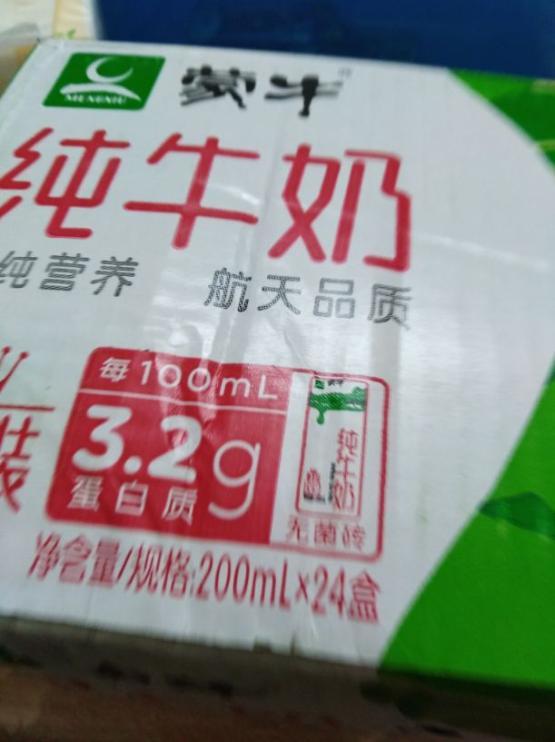 MENGNIU 蒙牛
纯牛奶
纯营养 航天品质
装
每100mL
3.2g
蛋白质
纯牛奶
无菌砖
净含量/规格:200mL×24盒